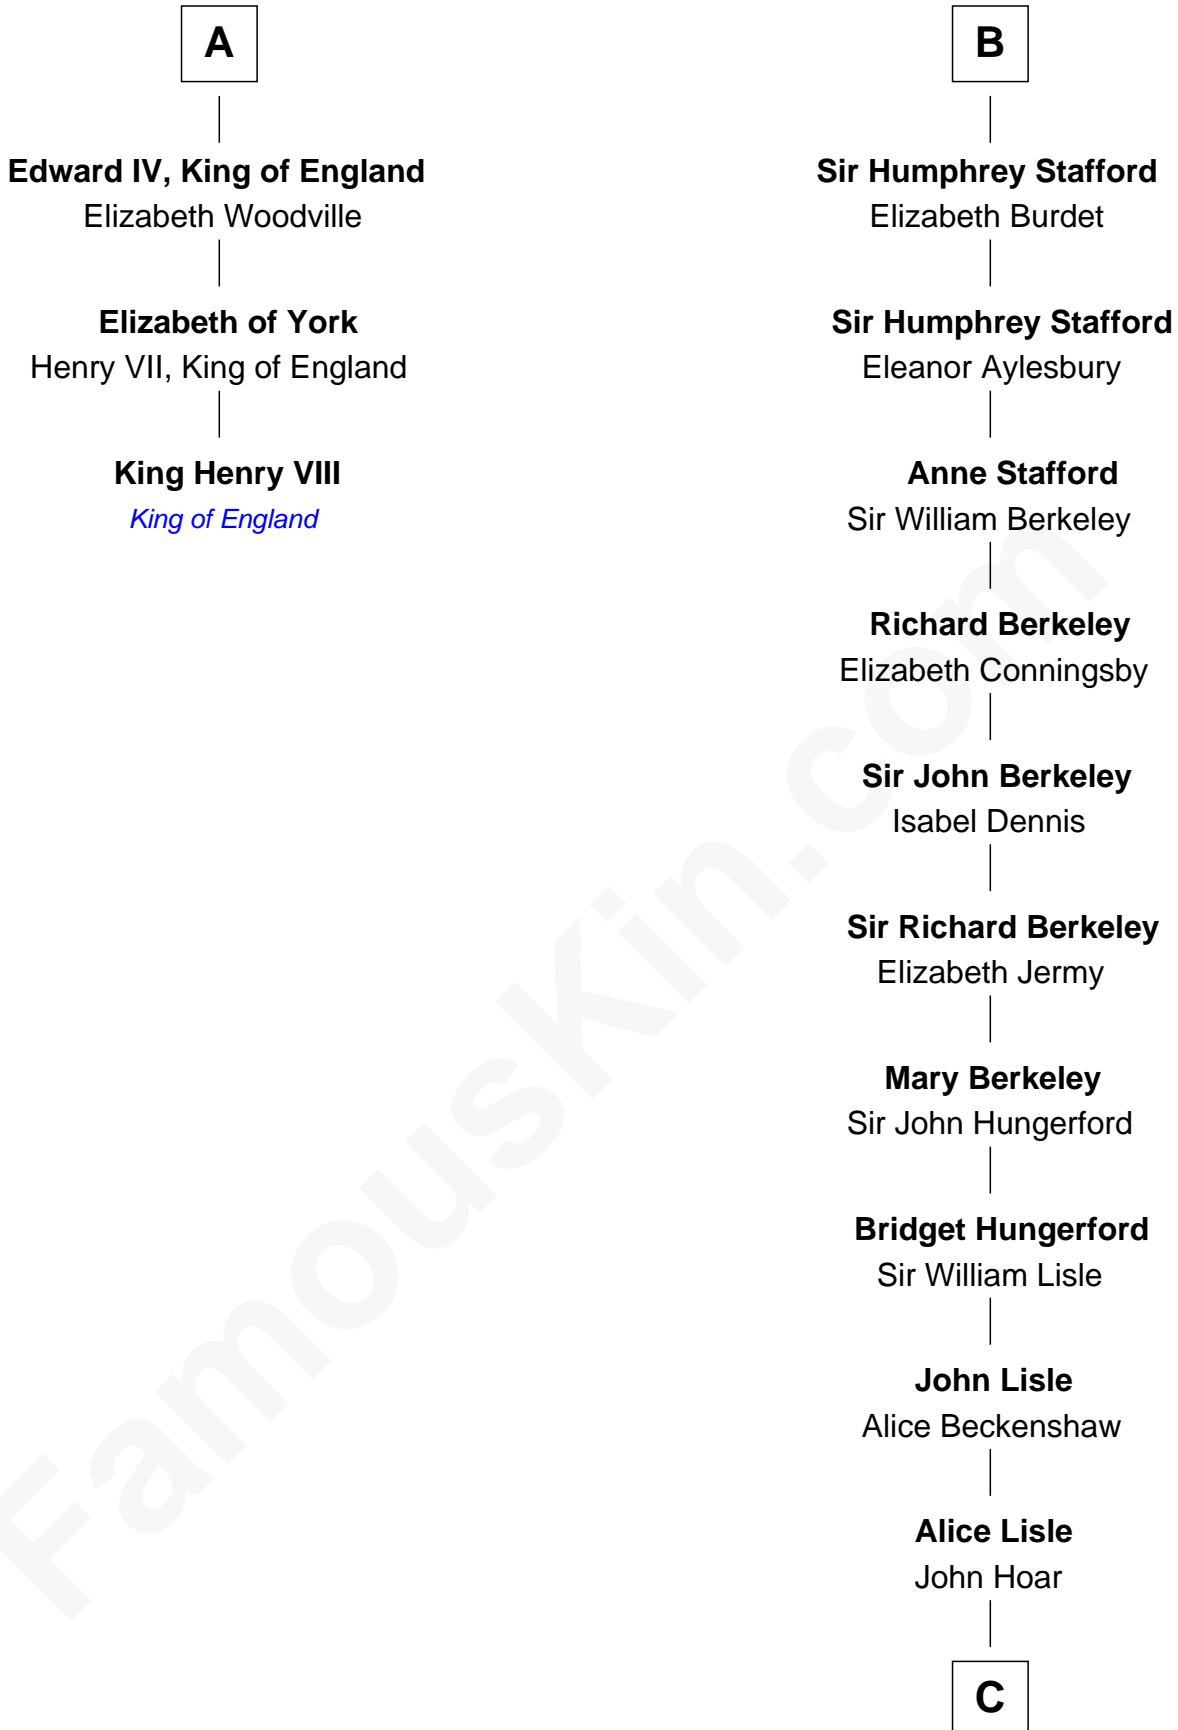 A
Edward IV, King of England
Elizabeth Woodville
Elizabeth of York
Henry VII, King of England
King Henry VIII
King of England
B
Sir Humphrey Stafford
Elizabeth Burdet
Sir Humphrey Stafford
Eleanor Aylesbury
Anne Stafford
Sir William Berkeley
Richard Berkeley
Elizabeth Conningsby
Sir John Berkeley
Isabel Dennis
Sir Richard Berkeley
Elizabeth Jermy
Mary Berkeley
Sir John Hungerford
Bridget Hungerford
Sir William Lisle
John Lisle
Alice Beckenshaw
Alice Lisle
John Hoar
C
FamousKin.com